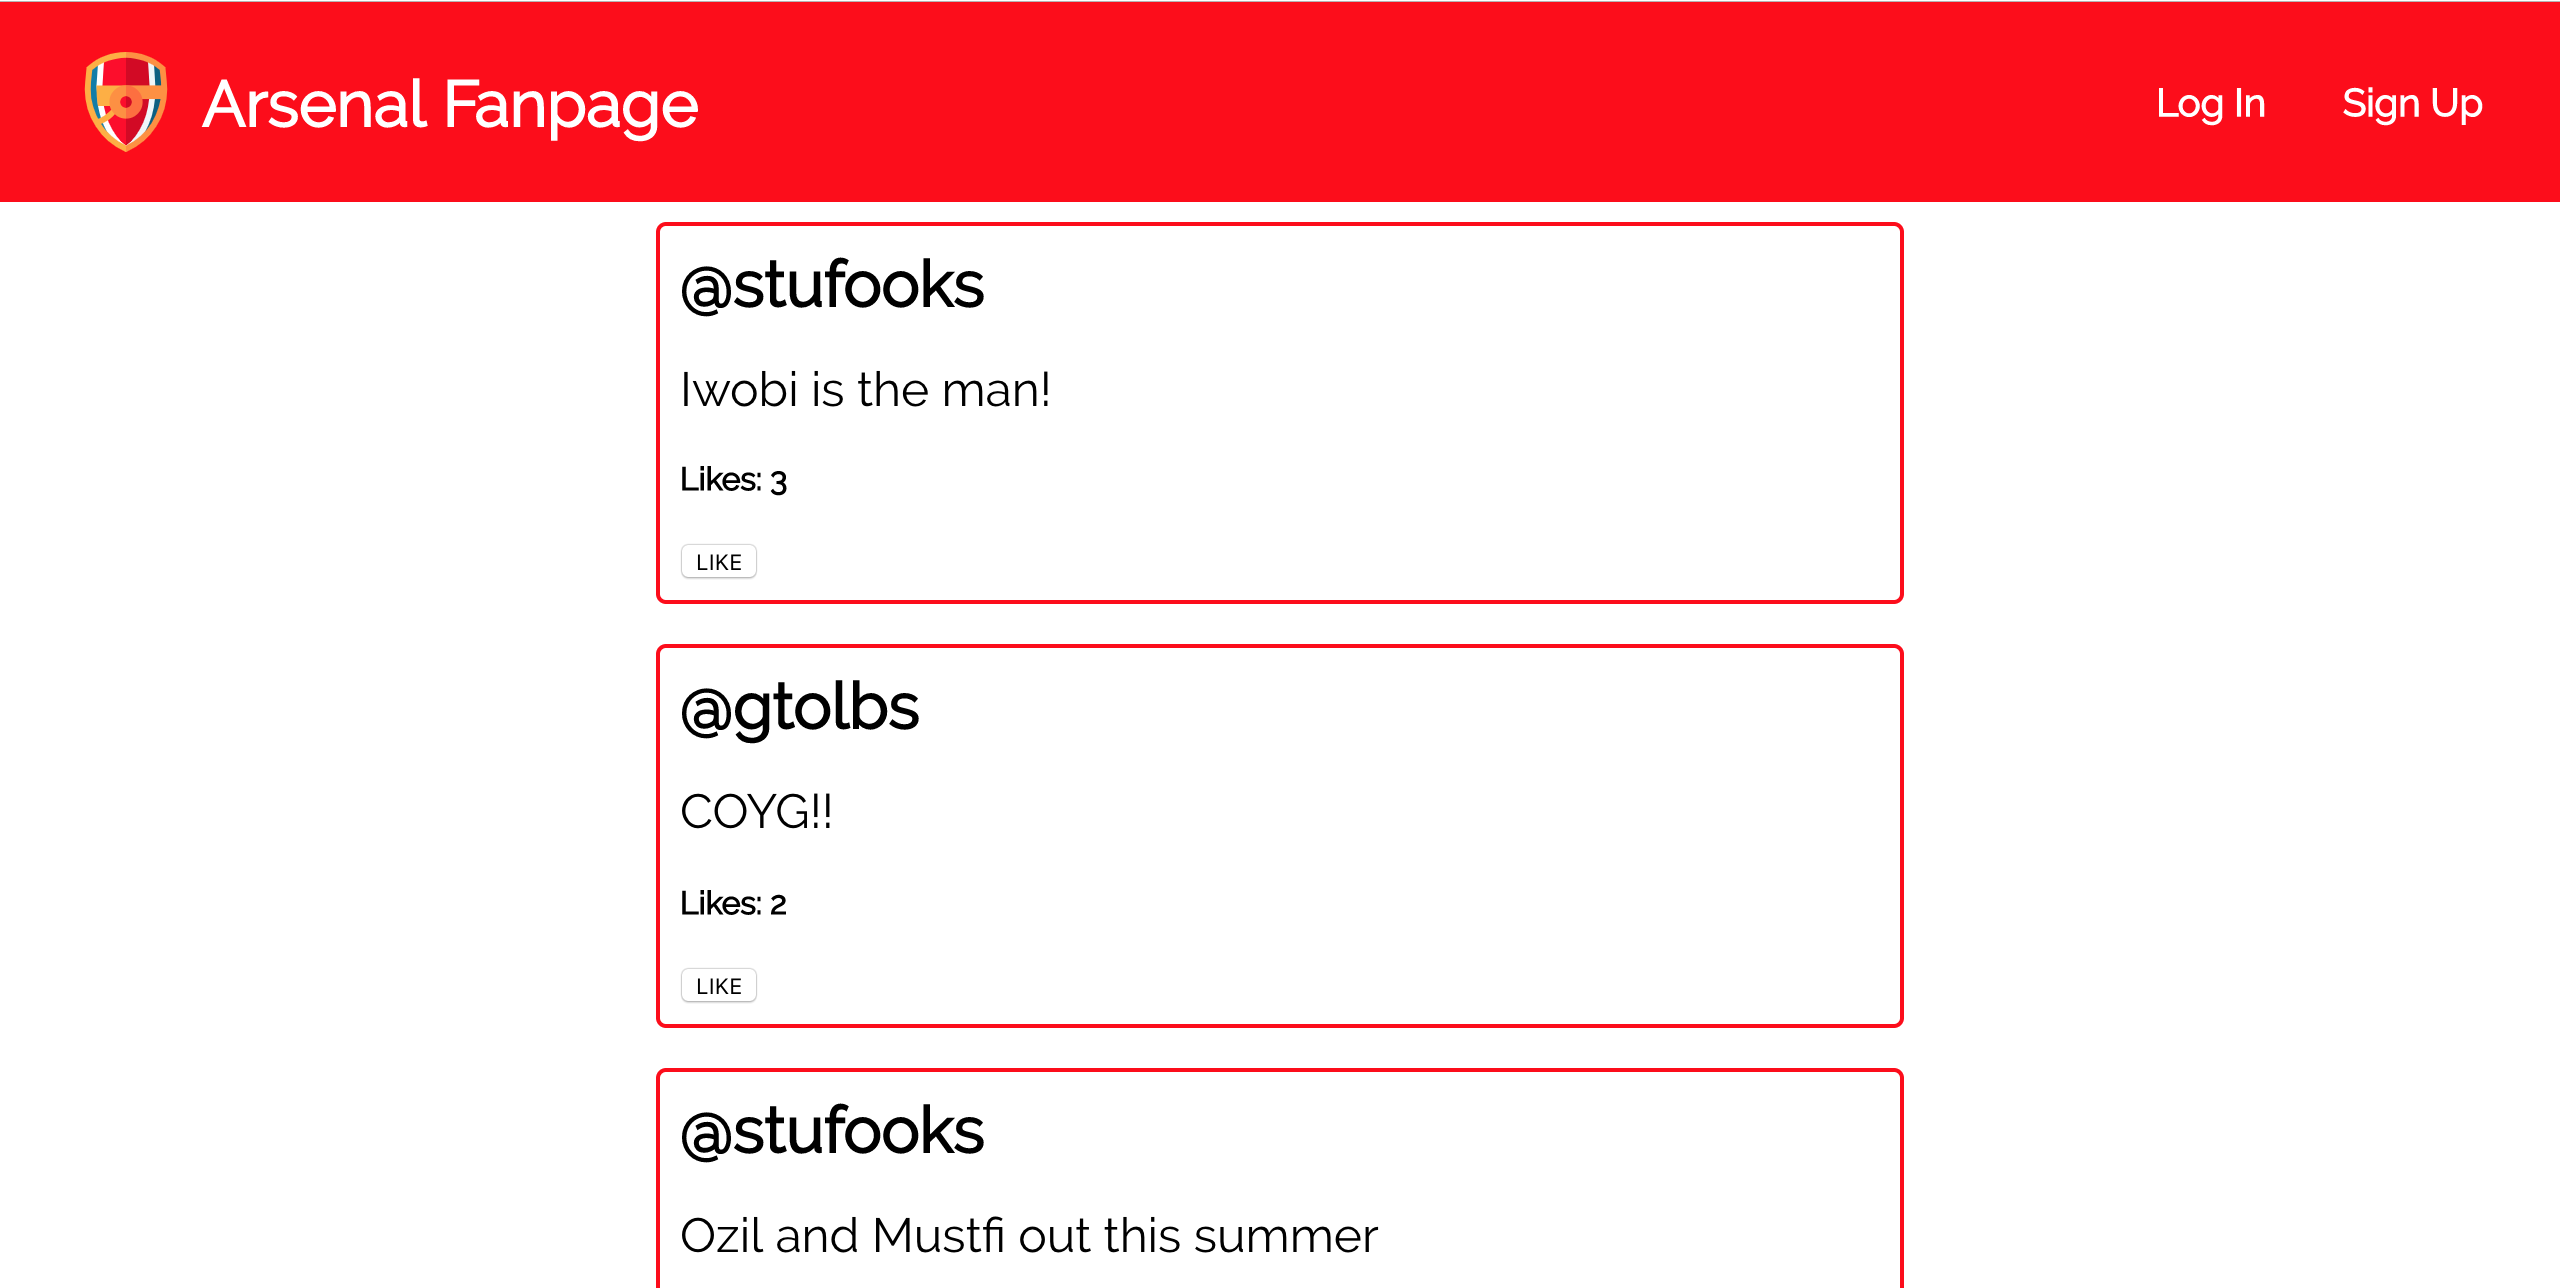 Arsenal Fanpage
Log In
Sign Up
@stufooks
Iwobi is the man!
Likes: 3
LIKE
@gtolbs
COYG!!
Likes: 2
LIKE
@stufooks
Ozil and Mustfi out this summer